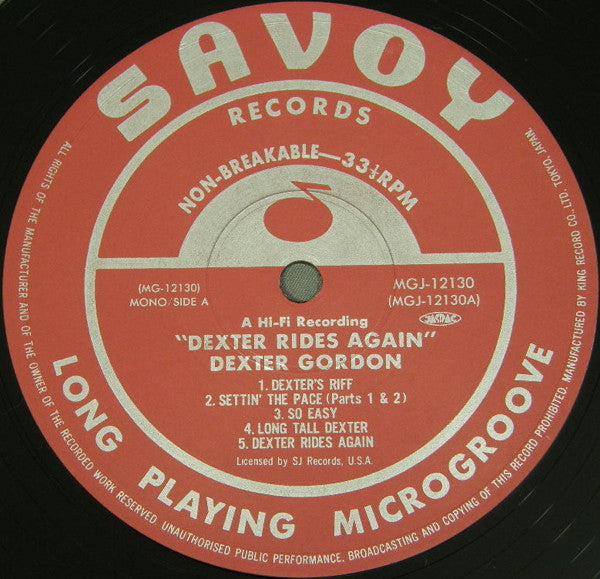 SAVOY
RECORDS
NON-BREAKABLE—33⅓RPM
(MG-12130)
MONO/SIDE A
MGJ-12130
(MGJ-12130A)
A Hi-Fi Recording
"DEXTER RIDES AGAIN"
DEXTER GORDON
1. DEXTER'S RIFF
2. SETTIN' THE PACE (Parts 1 & 2)
3. SO EASY
4. LONG TALL DEXTER
5. DEXTER RIDES AGAIN
Licensed by SJ Records, U.S.A.
LONG PLAYING MICROGROOVE
ALL RIGHTS OF THE MANUFACTURER AND OF THE OWNER OF THE RECORDED WORK RESERVED. UNAUTHORISED PUBLIC PERFORMANCE, BROADCASTING AND COPYING OF THIS RECORD PROHIBITED. MANUFACTURED BY KING RECORD CO., LTD. TOKYO, JAPAN.